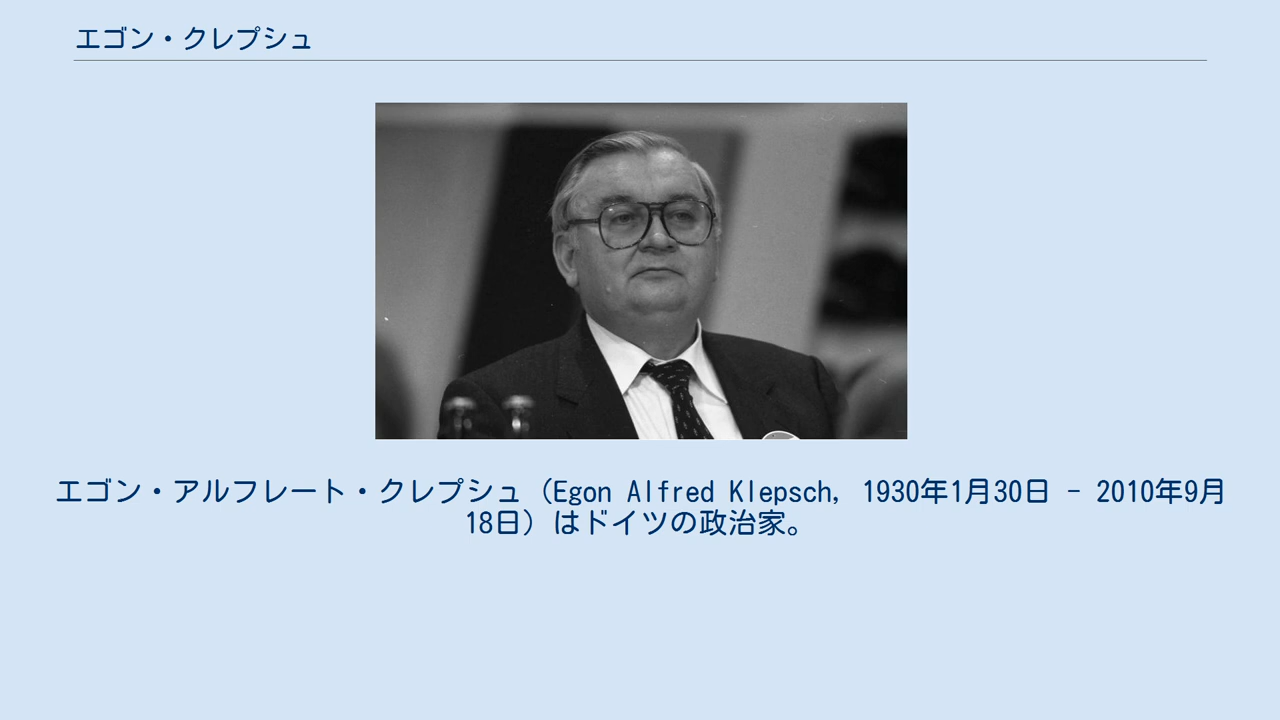 エゴン・クレプシュ
エゴン・アルフレート・クレプシュ（Egon Alfred Klepsch, 1930年1月30日 - 2010年9月
18日）はドイツの政治家。